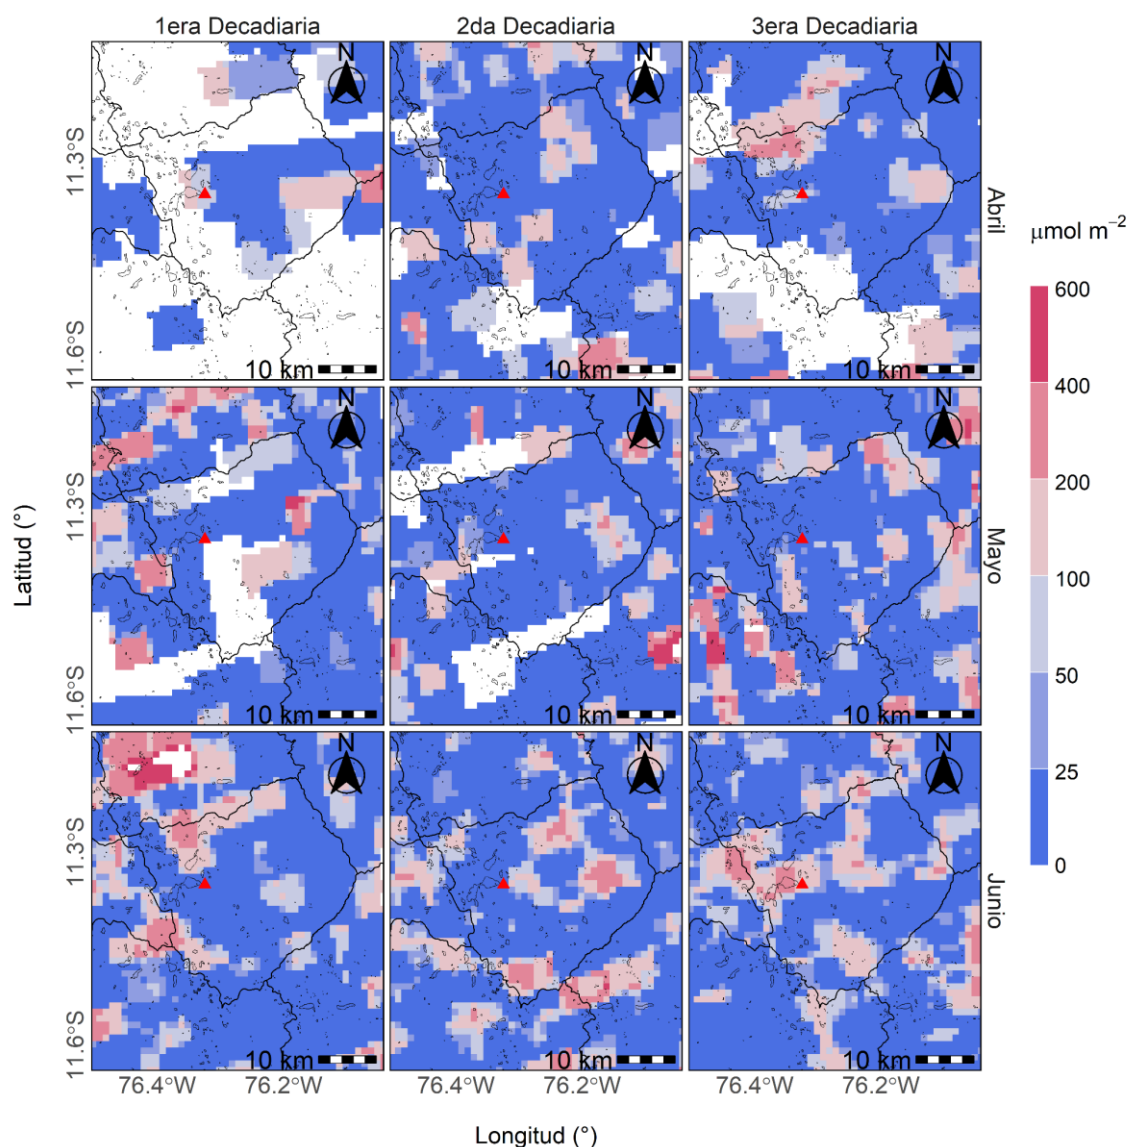 1era Decadiaria
2da Decadiaria
3era Decadiaria
N
N
N
11.3°S
11.6°S
10 km
10 km
10 km
Abril
N
N
N
11.3°S
11.6°S
10 km
10 km
10 km
Mayo
N
N
N
11.3°S
11.6°S
10 km
10 km
10 km
Junio
76.4°W
76.2°W
76.4°W
76.2°W
76.4°W
76.2°W
Latitud (°)
Longitud (°)
μmol m⁻²
600
400
200
100
50
25
0